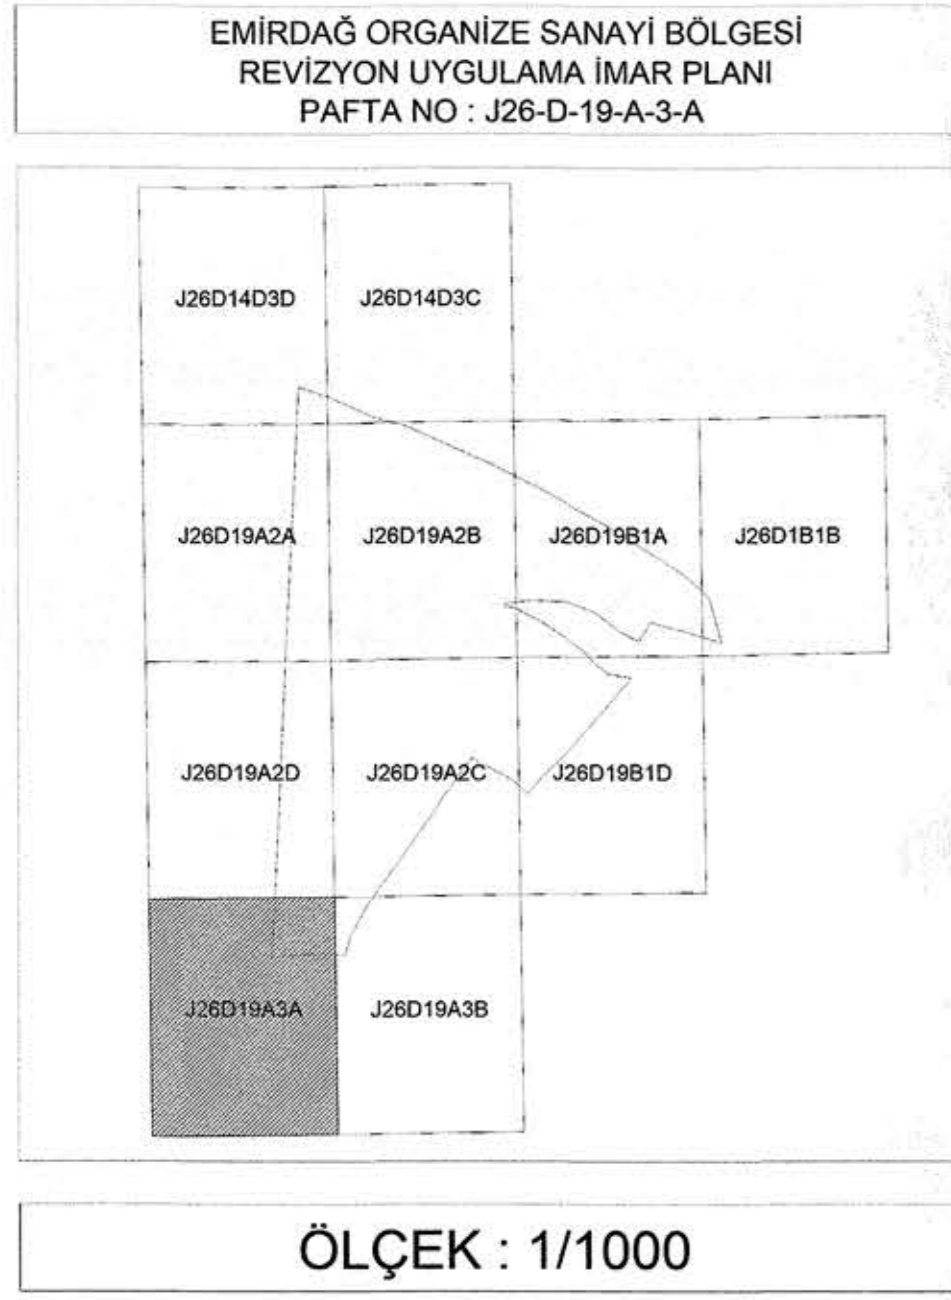 EMİRDAĞ ORGANİZE SANAYİ BÖLGESİ
REVİZYON UYGULAMA İMAR PLANI
PAFTA NO : J26-D-19-A-3-A
J26D14D3D J26D14D3C
J26D19A2A J26D19A2B J26D19B1A J26D1B1B
J26D19A2D J26D19A2C J26D19B1D
J26D19A3A J26D19A3B
ÖLÇEK : 1/1000